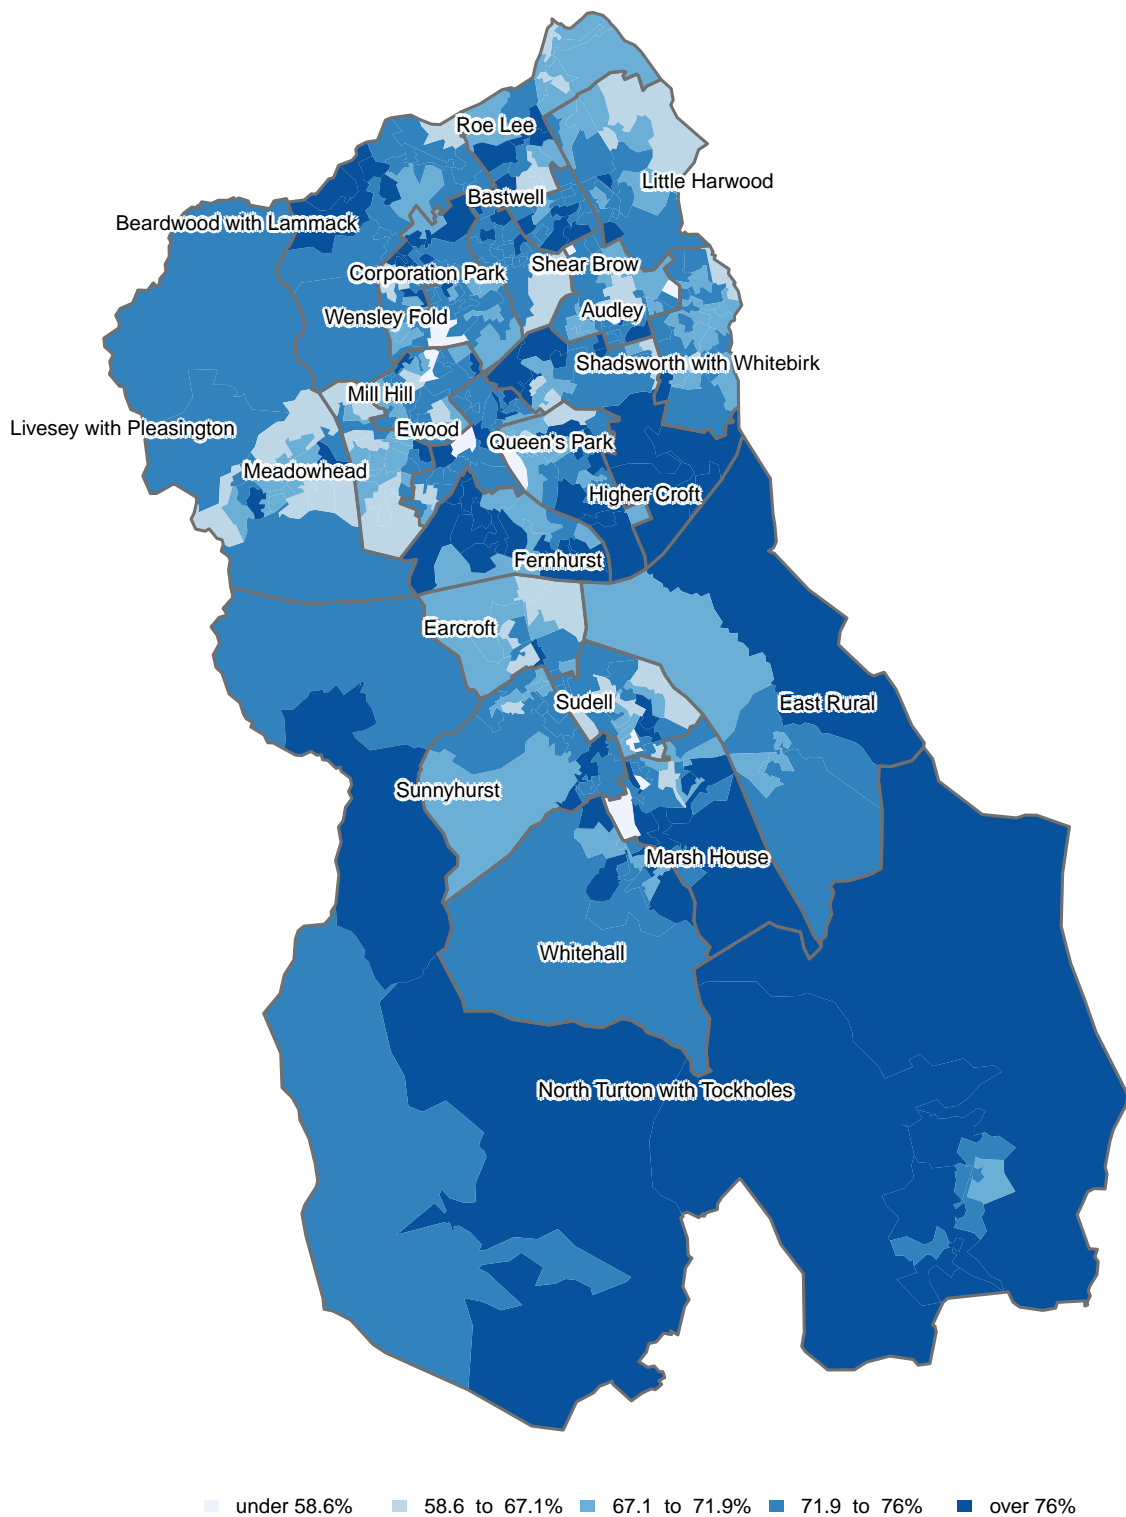 Roe Lee
Little Harwood
Bastwell
Beardwood with Lammack
Shear Brow
Corporation Park
Audley
Wensley Fold
Shadsworth with Whitebirk
Mill Hill
Livesey with Pleasington
Ewood
Queen's Park
Meadowhead
Higher Croft
Fernhurst
Earcroft
Sudell
East Rural
Sunnyhurst
Marsh House
Whitehall
North Turton with Tockholes
under 58.6% 58.6 to 67.1% 67.1 to 71.9% 71.9 to 76% over 76%